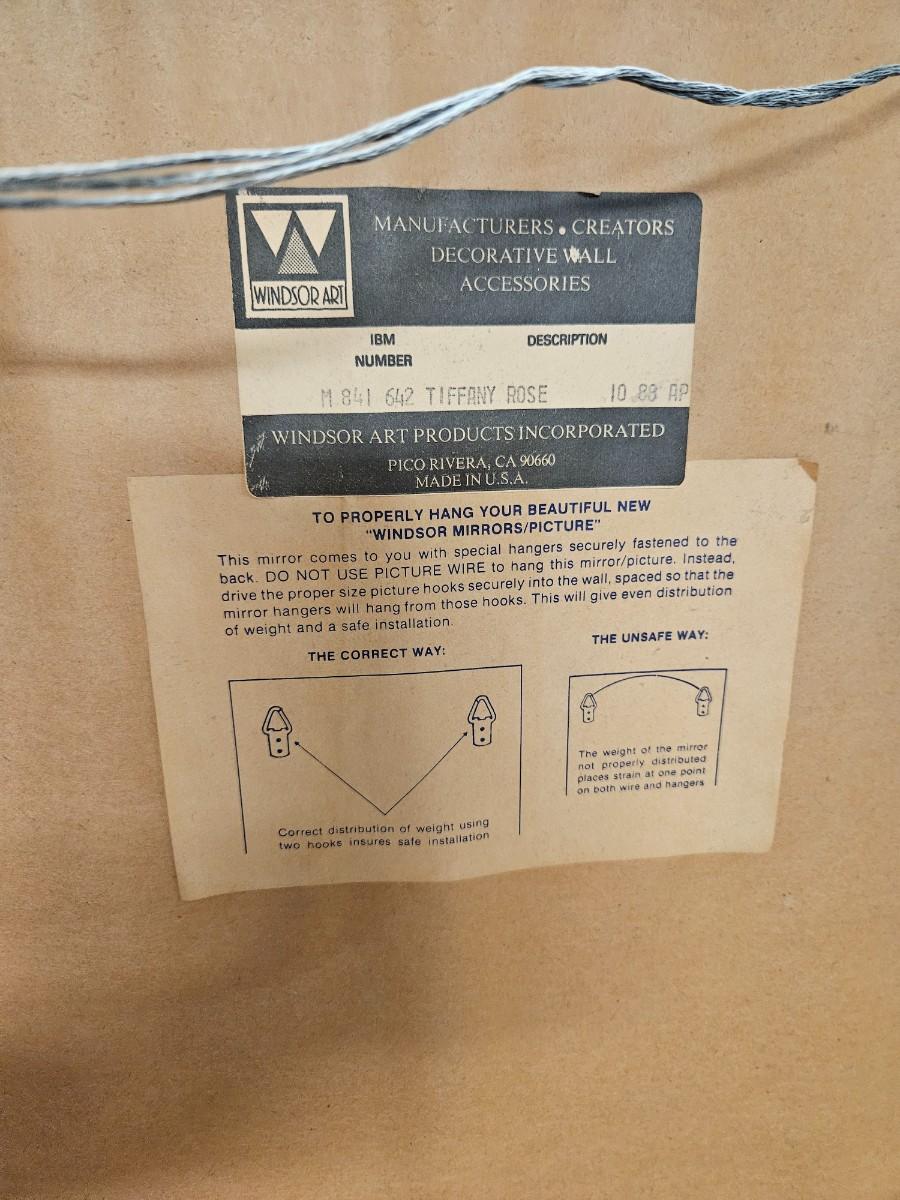 WINDSOR ART
MANUFACTURERS • CREATORS
DECORATIVE WALL
ACCESSORIES
IBM
NUMBER
DESCRIPTION
M 841 642 TIFFANY ROSE 10 88 AP
WINDSOR ART PRODUCTS INCORPORATED
PICO RIVERA, CA 90660
MADE IN U.S.A.
TO PROPERLY HANG YOUR BEAUTIFUL NEW
"WINDSOR MIRRORS/PICTURE"
This mirror comes to you with special hangers securely fastened to the
back. DO NOT USE PICTURE WIRE to hang this mirror/picture. Instead,
drive the proper size picture hooks securely into the wall, spaced so that the
mirror hangers will hang from those hooks. This will give even distribution
of weight and a safe installation.
THE CORRECT WAY:
Correct distribution of weight using
two hooks insures safe installation
THE UNSAFE WAY:
The weight of the mirror
not properly distributed
places strain at one point
on both wire and hangers